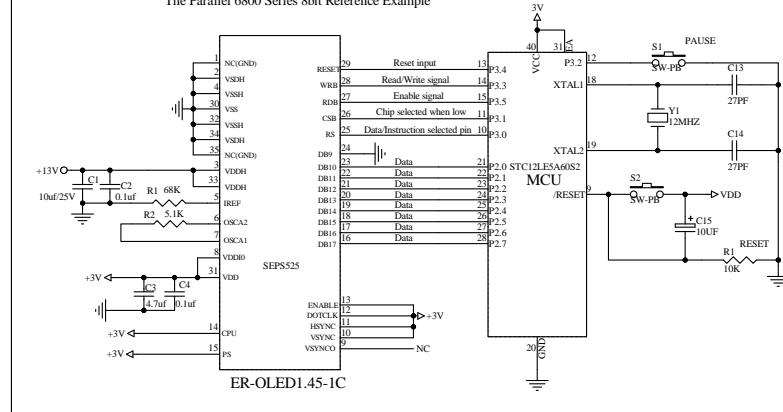 The Parallel 6800 Series 8bit Reference Example
1 NC(GND)
2 VSDH
4 VSSH
30 VSS
32 VSSH
34 VSDH
35 NC(GND)
3 VDDH
33 VDDH
5 IREF
6 OSCA2
7 OSCA1
8 VDDI0
31 VDD
14 CPU
15 PS
+13V
C1
10uf/25V
C2
0.1uf
R1 68K
R2 5.1K
+3V
C3
4.7uf
C4
0.1uf
+3V
+3V
SEPS525
RESET 29 Reset input 13 P3.4
WRB 28 Read/Write signal 14 P3.3
RDB 27 Enable signal 15 P3.5
CSB 26 Chip selected when low 11 P3.1
RS 25 Data/Instruction selected pin 10 P3.0
DB9 24
DB10 23 Data 21 P2.0
DB11 22 Data 22 P2.1
DB12 21 Data 23 P2.2
DB13 20 Data 24 P2.3
DB14 19 Data 25 P2.4
DB15 18 Data 26 P2.5
DB16 17 Data 27 P2.6
DB17 16 Data 28 P2.7
ENABLE 13
DOTCLK 12
HSYNC 11
VSYNC 10
VSYNCO 9
+3V
NC
ER-OLED1.45-1C
3V
40 VCC
31 EA
STC12LE5A60S2
MCU
P3.2 12
XTAL1 18
XTAL2 19
/RESET 9
20 GND
S1 PAUSE
SW-PB
C13
27PF
Y1
12MHZ
C14
27PF
S2
SW-PB
VDD
+
C15
10UF
RESET
R1
10K